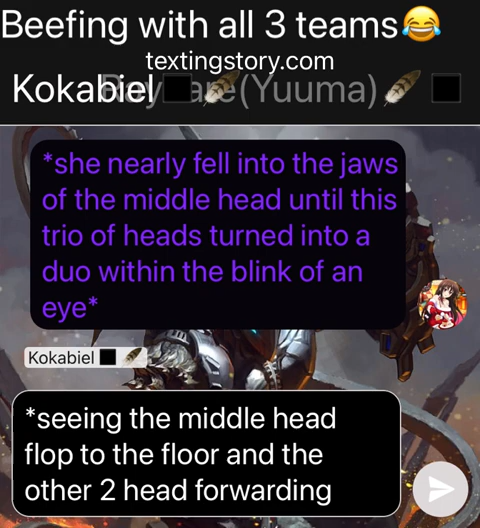 Beefing with all 3 teams😂
textingstory.com
Kokabiel⬛🪶 (Yuuma)🪶⬛
*she nearly fell into the jaws
of the middle head until this
trio of heads turned into a
duo within the blink of an
eye*
Kokabiel⬛🪶
*seeing the middle head
flop to the floor and the
other 2 head forwarding